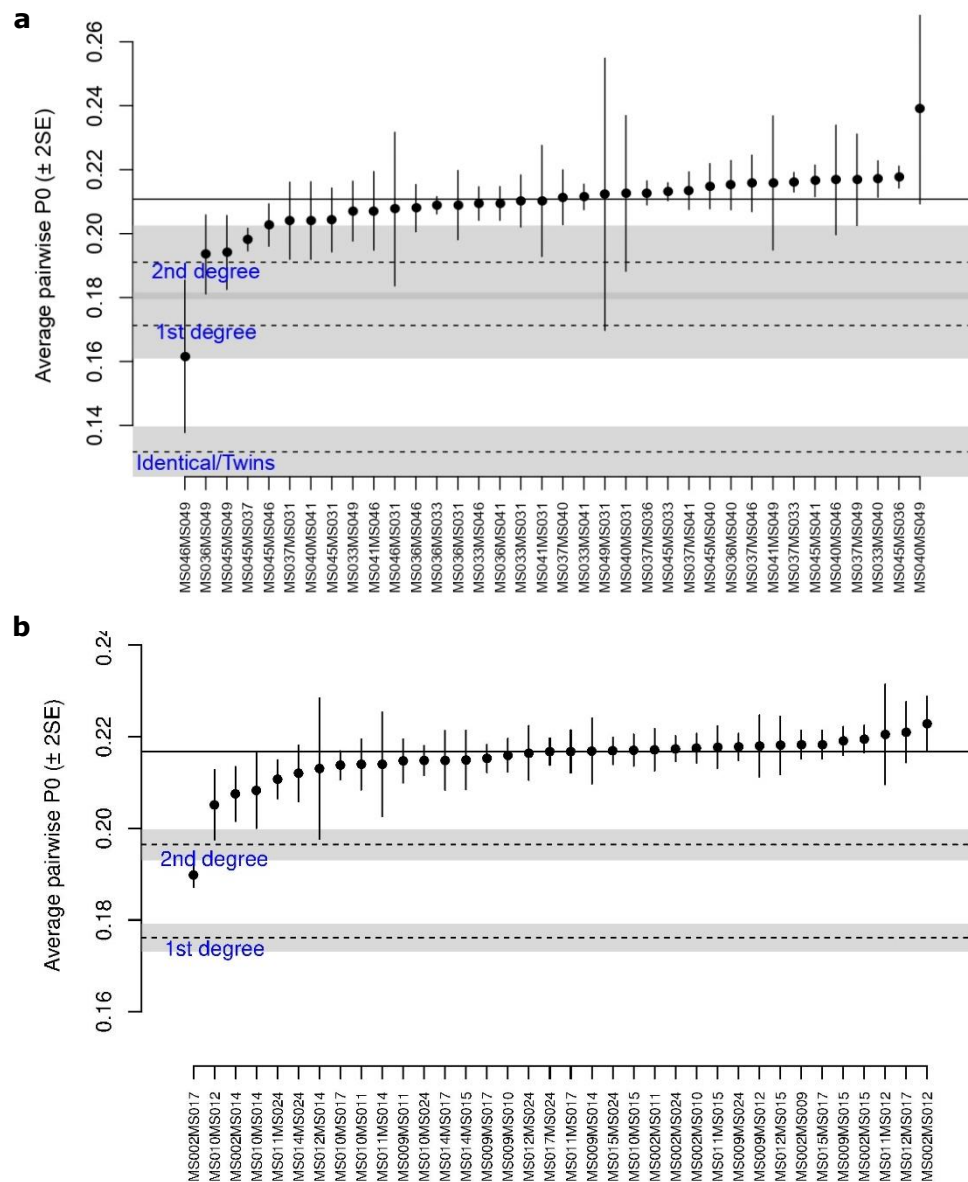 a
Average pairwise P0 (± 2SE)
0.26
0.24
0.22
0.20
0.18
0.16
0.14
2nd degree
1st degree
Identical/Twins
MS046MS049
MS036MS049
MS045MS049
MS045MS037
MS045MS046
MS037MS031
MS040MS041
MS045MS031
MS033MS049
MS041MS046
MS046MS031
MS036MS046
MS036MS033
MS036MS031
MS033MS046
MS036MS041
MS033MS031
MS041MS031
MS037MS040
MS033MS041
MS049MS031
MS040MS031
MS037MS036
MS045MS033
MS037MS041
MS045MS040
MS036MS040
MS037MS046
MS041MS049
MS037MS033
MS045MS041
MS040MS046
MS037MS049
MS033MS040
MS045MS036
MS040MS049
b
Average pairwise P0 (± 2SE)
0.24
0.22
0.20
0.18
0.16
2nd degree
1st degree
MS002MS017
MS010MS012
MS002MS014
MS010MS014
MS011MS024
MS014MS024
MS012MS014
MS010MS017
MS010MS011
MS011MS014
MS009MS011
MS010MS024
MS014MS017
MS014MS015
MS009MS017
MS009MS010
MS012MS024
MS017MS024
MS011MS017
MS009MS014
MS015MS024
MS010MS015
MS002MS011
MS002MS024
MS002MS010
MS011MS015
MS009MS024
MS009MS012
MS012MS015
MS002MS009
MS015MS017
MS009MS015
MS002MS015
MS011MS012
MS012MS017
MS002MS012